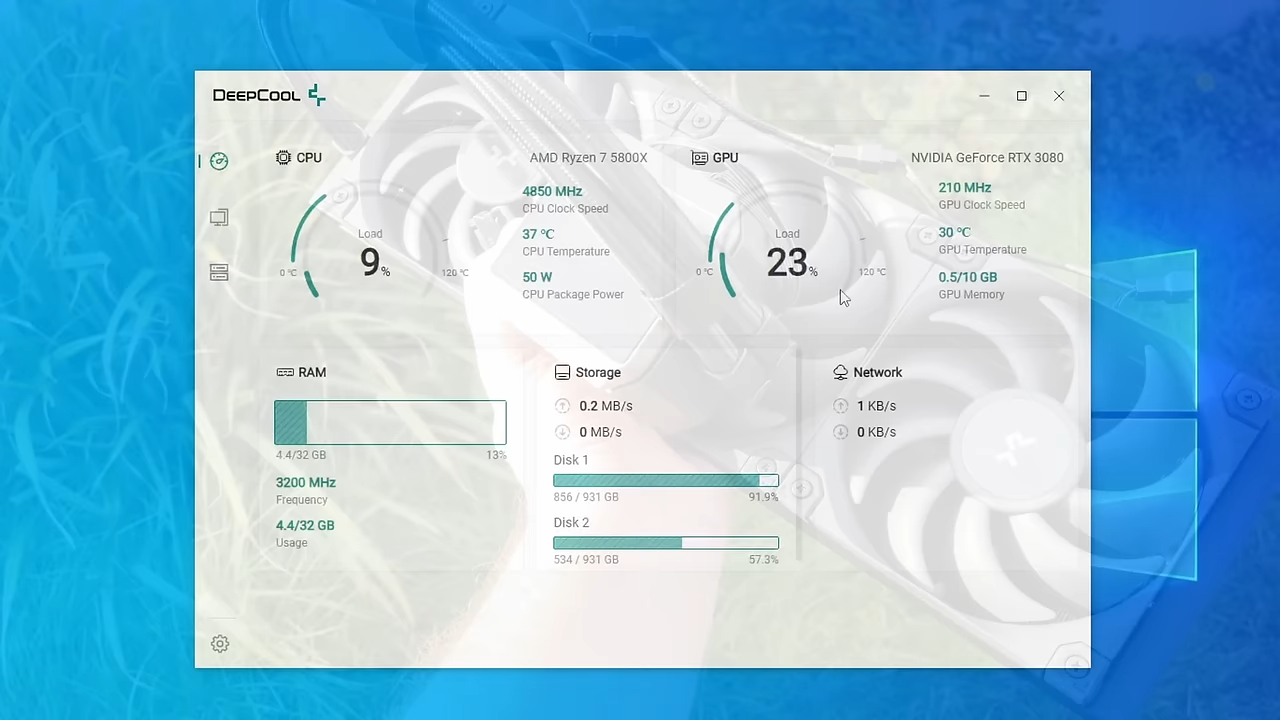 DEEPCOOL
CPU
AMD Ryzen 7 5800X
4850 MHz
CPU Clock Speed
37 ℃
CPU Temperature
50 W
CPU Package Power
Load
9%
0 ℃
120 ℃
GPU
NVIDIA GeForce RTX 3080
210 MHz
GPU Clock Speed
30 ℃
GPU Temperature
0.5/10 GB
GPU Memory
Load
23%
0 ℃
120 ℃
RAM
4.4/32 GB
13%
3200 MHz
Frequency
4.4/32 GB
Usage
Storage
0.2 MB/s
0 MB/s
Disk 1
856 / 931 GB
91.9%
Disk 2
534 / 931 GB
57.3%
Network
1 KB/s
0 KB/s